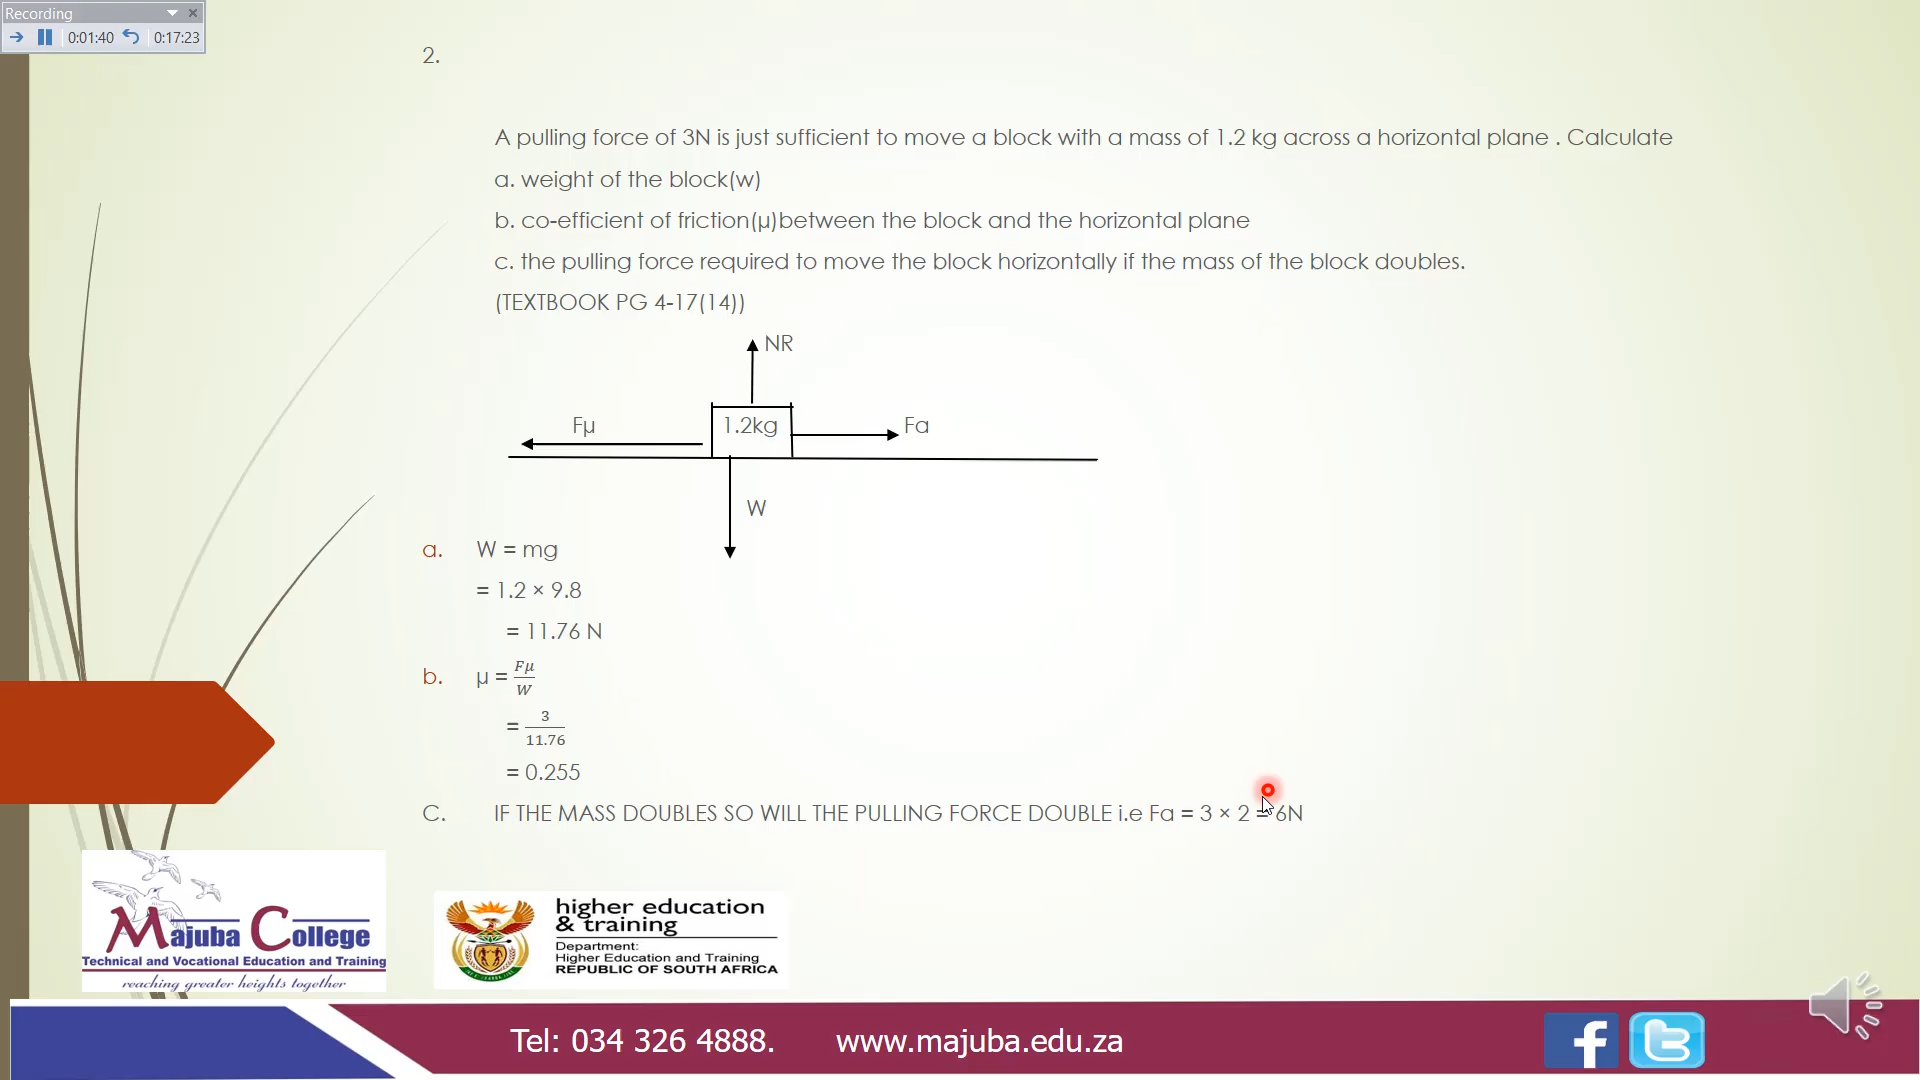 Recording
0:01:40 0:17:23
2.
A pulling force of 3N is just sufficient to move a block with a mass of 1.2 kg across a horizontal plane . Calculate
a. weight of the block(w)
b. co-efficient of friction(μ)between the block and the horizontal plane
c. the pulling force required to move the block horizontally if the mass of the block doubles.
(TEXTBOOK PG 4-17(14))
NR
Fμ 1.2kg Fa
W
a. W = mg
= 1.2 × 9.8
= 11.76 N
b. μ = Fμ/W
= 3/11.76
= 0.255
C. IF THE MASS DOUBLES SO WILL THE PULLING FORCE DOUBLE i.e Fa = 3 × 2 = 6N
Majuba College
Technical and Vocational Education and Training
reaching greater heights together
higher education
& training
Department:
Higher Education and Training
REPUBLIC OF SOUTH AFRICA
Tel: 034 326 4888. www.majuba.edu.za